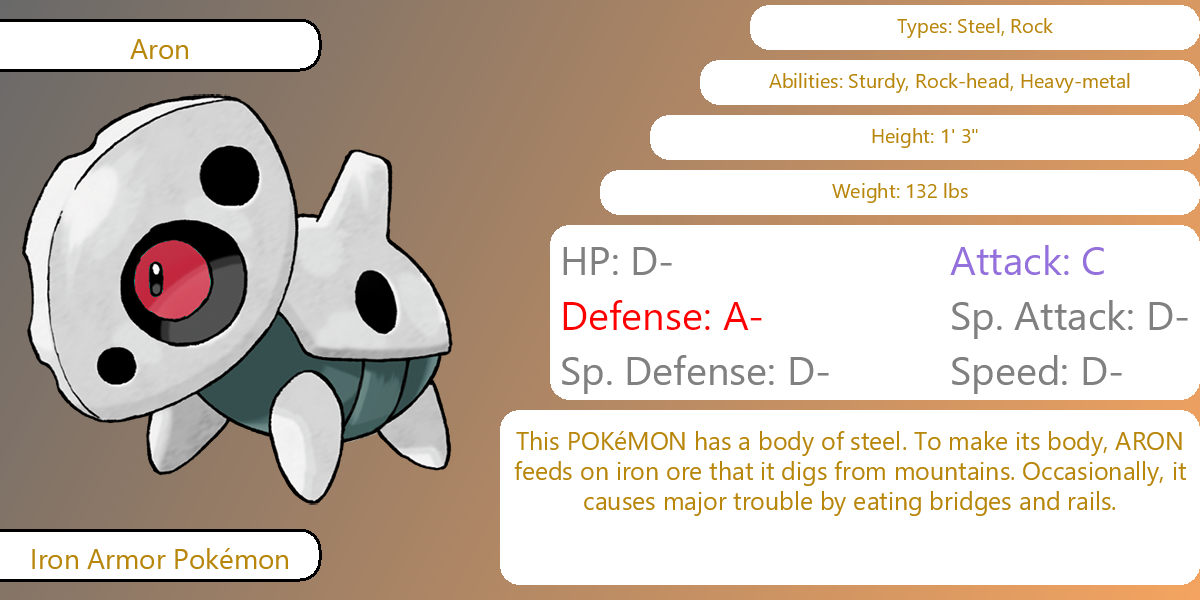 Aron
Types: Steel, Rock
Abilities: Sturdy, Rock-head, Heavy-metal
Height: 1' 3"
Weight: 132 lbs
HP: D-
Attack: C
Defense: A-
Sp. Attack: D-
Sp. Defense: D-
Speed: D-
This POKéMON has a body of steel. To make its body, ARON
feeds on iron ore that it digs from mountains. Occasionally, it
causes major trouble by eating bridges and rails.
Iron Armor Pokémon